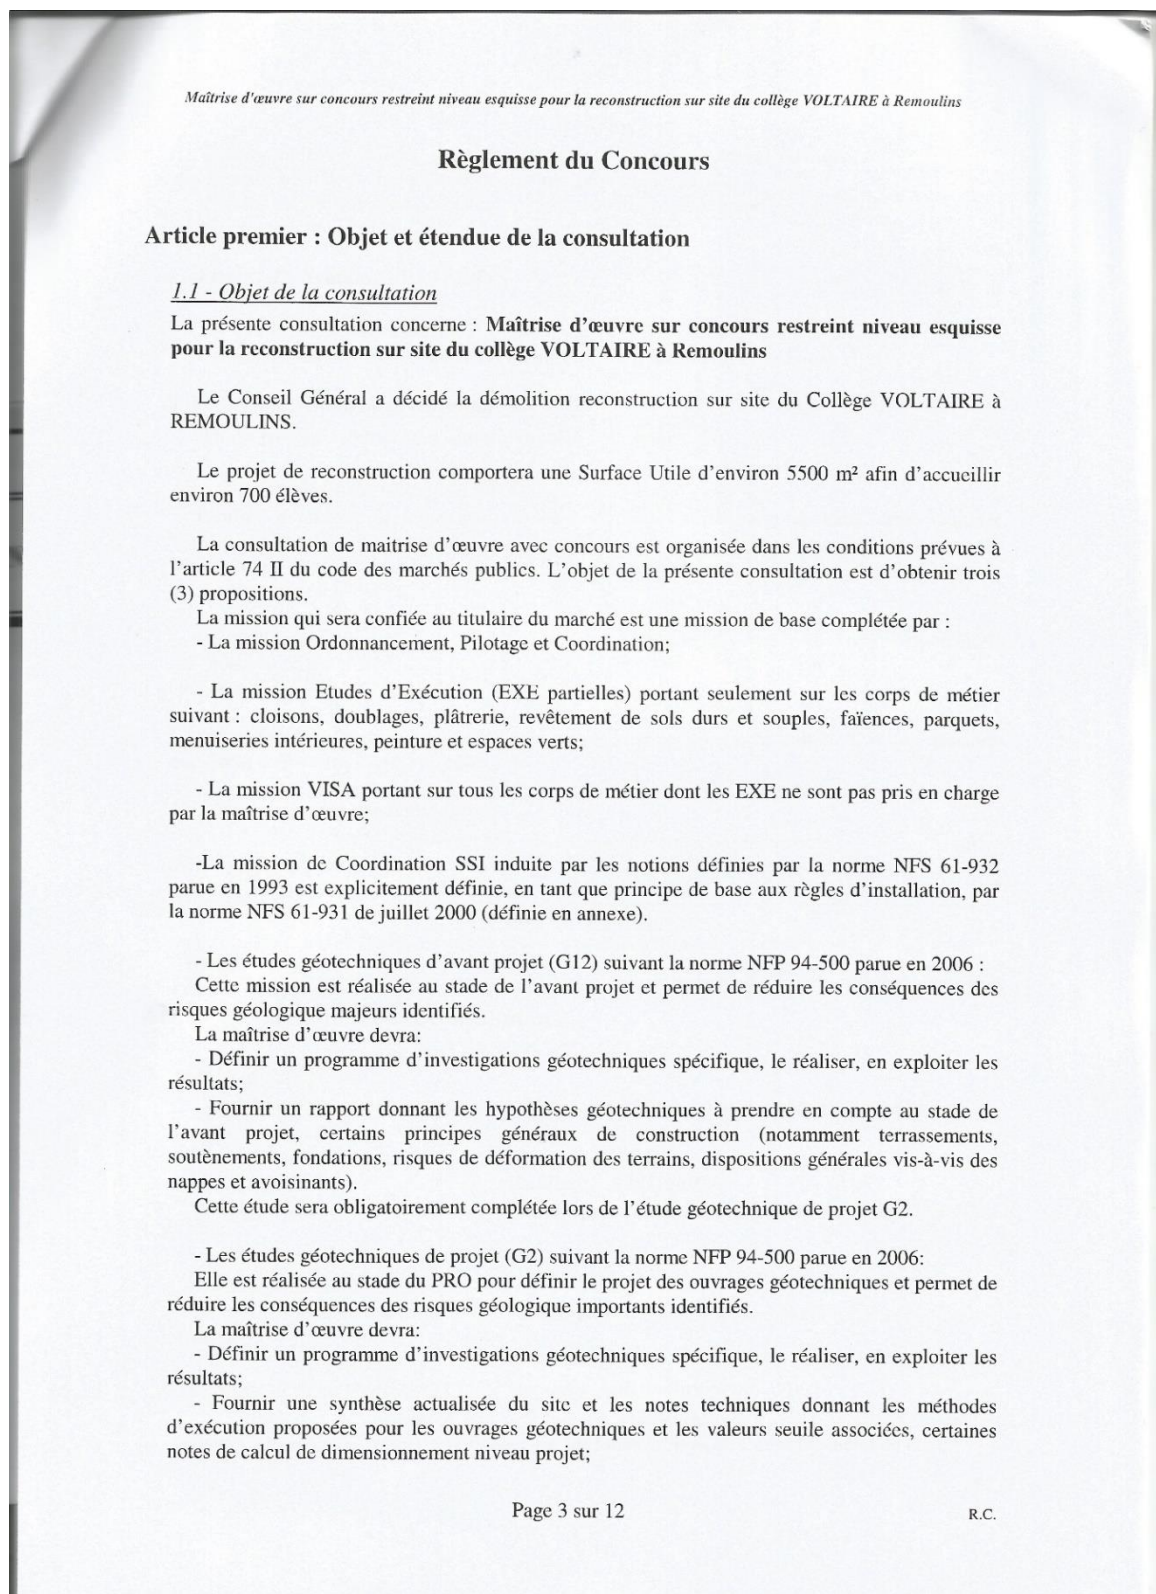 Maîtrise d'œuvre sur concours restreint niveau esquisse pour la reconstruction sur site du collège VOLTAIRE à Remoulins
Règlement du Concours
Article premier : Objet et étendue de la consultation
1.1 - Objet de la consultation
La présente consultation concerne : Maîtrise d'œuvre sur concours restreint niveau esquisse
pour la reconstruction sur site du collège VOLTAIRE à Remoulins
Le Conseil Général a décidé la démolition reconstruction sur site du Collège VOLTAIRE à
REMOULINS.
Le projet de reconstruction comportera une Surface Utile d'environ 5500 m² afin d'accueillir
environ 700 élèves.
La consultation de maitrise d'œuvre avec concours est organisée dans les conditions prévues à
l'article 74 II du code des marchés publics. L'objet de la présente consultation est d'obtenir trois
(3) propositions.
La mission qui sera confiée au titulaire du marché est une mission de base complétée par :
- La mission Ordonnancement, Pilotage et Coordination;
- La mission Etudes d'Exécution (EXE partielles) portant seulement sur les corps de métier
suivant : cloisons, doublages, plâtrerie, revêtement de sols durs et souples, faïences, parquets,
menuiseries intérieures, peinture et espaces verts;
- La mission VISA portant sur tous les corps de métier dont les EXE ne sont pas pris en charge
par la maîtrise d'œuvre;
-La mission de Coordination SSI induite par les notions définies par la norme NFS 61-932
parue en 1993 est explicitement définie, en tant que principe de base aux règles d'installation, par
la norme NFS 61-931 de juillet 2000 (définie en annexe).
- Les études géotechniques d'avant projet (G12) suivant la norme NFP 94-500 parue en 2006 :
Cette mission est réalisée au stade de l'avant projet et permet de réduire les conséquences des
risques géologique majeurs identifiés.
La maîtrise d'œuvre devra:
- Définir un programme d'investigations géotechniques spécifique, le réaliser, en exploiter les
résultats;
- Fournir un rapport donnant les hypothèses géotechniques à prendre en compte au stade de
l'avant projet, certains principes généraux de construction (notamment terrassements,
soutènements, fondations, risques de déformation des terrains, dispositions générales vis-à-vis des
nappes et avoisinants).
Cette étude sera obligatoirement complétée lors de l'étude géotechnique de projet G2.
- Les études géotechniques de projet (G2) suivant la norme NFP 94-500 parue en 2006:
Elle est réalisée au stade du PRO pour définir le projet des ouvrages géotechniques et permet de
réduire les conséquences des risques géologique importants identifiés.
La maîtrise d'œuvre devra:
- Définir un programme d'investigations géotechniques spécifique, le réaliser, en exploiter les
résultats;
- Fournir une synthèse actualisée du site et les notes techniques donnant les méthodes
d'exécution proposées pour les ouvrages géotechniques et les valeurs seuile associées, certaines
notes de calcul de dimensionnement niveau projet;
Page 3 sur 12
R.C.